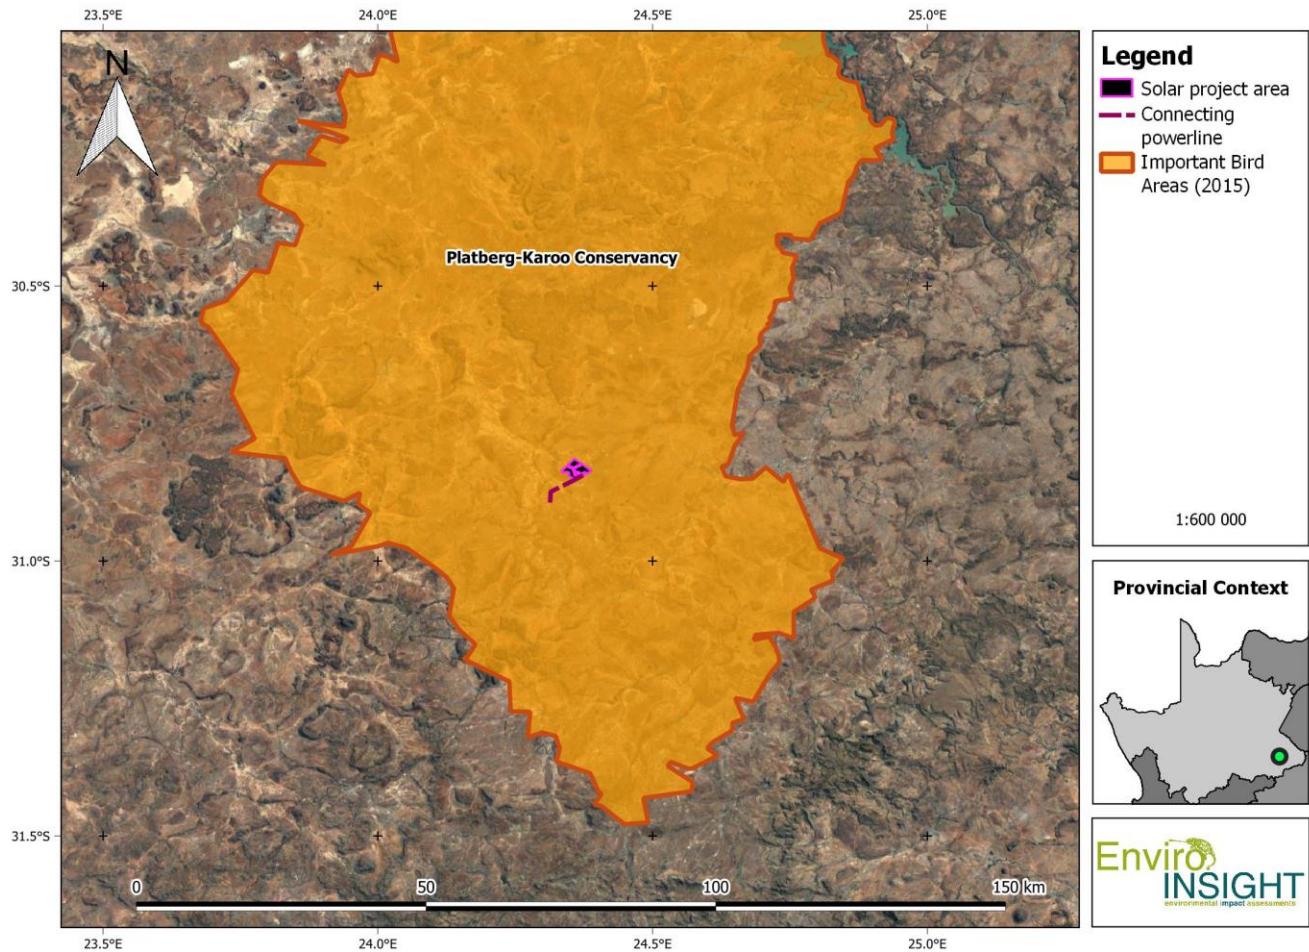 23.5°E
24.0°E
24.5°E
25.0°E
N
Platberg-Karoo Conservancy
30.5°S
31.0°S
31.5°S
0
50
100
150 km
23.5°E
24.0°E
24.5°E
25.0°E
Legend
Solar project area
Connecting
powerline
Important Bird
Areas (2015)
1:600 000
Provincial Context
Enviro
INSIGHT
environmental impact assessments